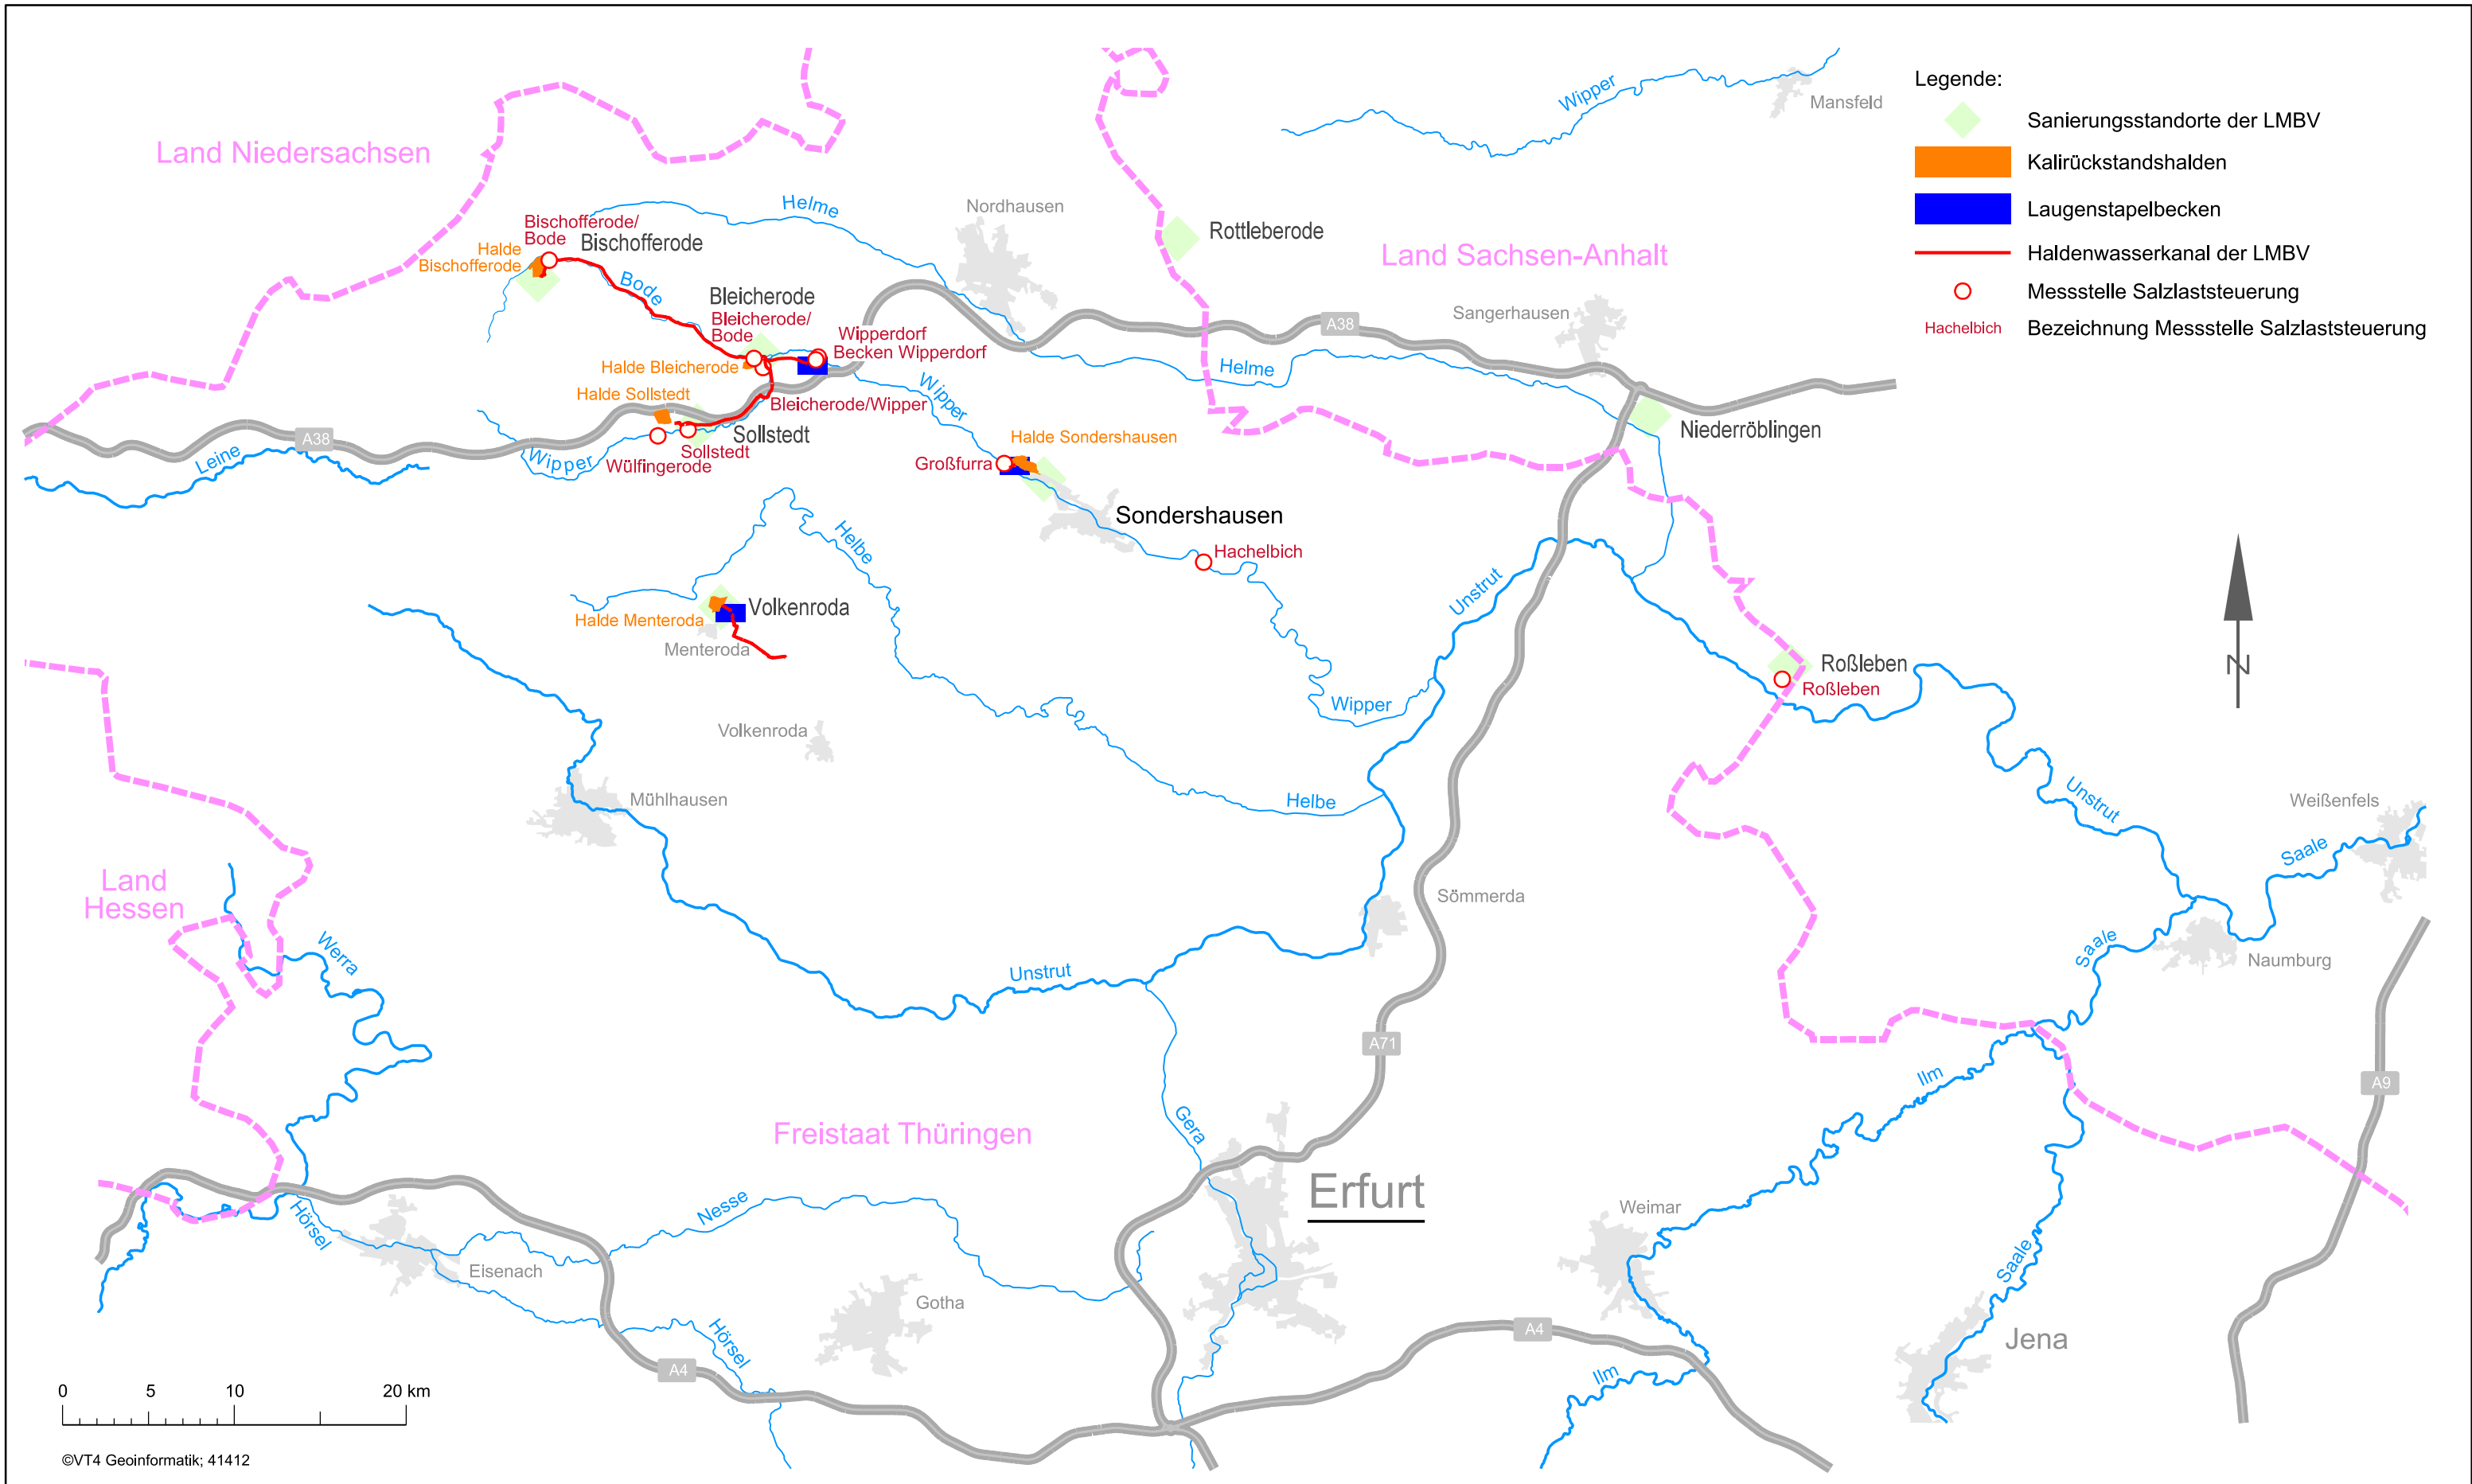 Legende:
Sanierungsstandorte der LMBV
Kalirückstandshalden
Laugenstapelbecken
Haldenwasserkanal der LMBV
Messstelle Salzlaststeuerung
Hachelbich Bezeichnung Messstelle Salzlaststeuerung
Wipper
Mansfeld
Land Niedersachsen
Helme
Nordhausen
Bischofferode/
Bode
Bischofferode
Halde
Bischofferode
Rottleberode
Land Sachsen-Anhalt
Bode
Bleicherode
Bleicherode/
Bode
Wipperdorf
Becken Wipperdorf
Sangerhausen
A38
Halde Bleicherode
Helme
Halde Sollstedt
Bleicherode/Wipper
Wipper
A38
Leine
Wipper
Sollstedt
Sollstedt
Wülfingerode
Halde Sondershausen
Großfurra
Niederröblingen
Sondershausen
Helbe
Hachelbich
Unstrut
Volkenroda
Halde Menteroda
Menteroda
N
Roßleben
Roßleben
Wipper
Volkenroda
Mühlhausen
Helbe
Unstrut
Weißenfels
Saale
Land
Hessen
Sömmerda
Werra
Saale
Naumburg
Unstrut
A71
Ilm
A9
Gera
Freistaat Thüringen
Erfurt
Nesse
Hörsel
Weimar
Eisenach
Saale
Gotha
Hörsel
A4
A4
Jena
Ilm
0 5 10 20 km
©VT4 Geoinformatik; 41412